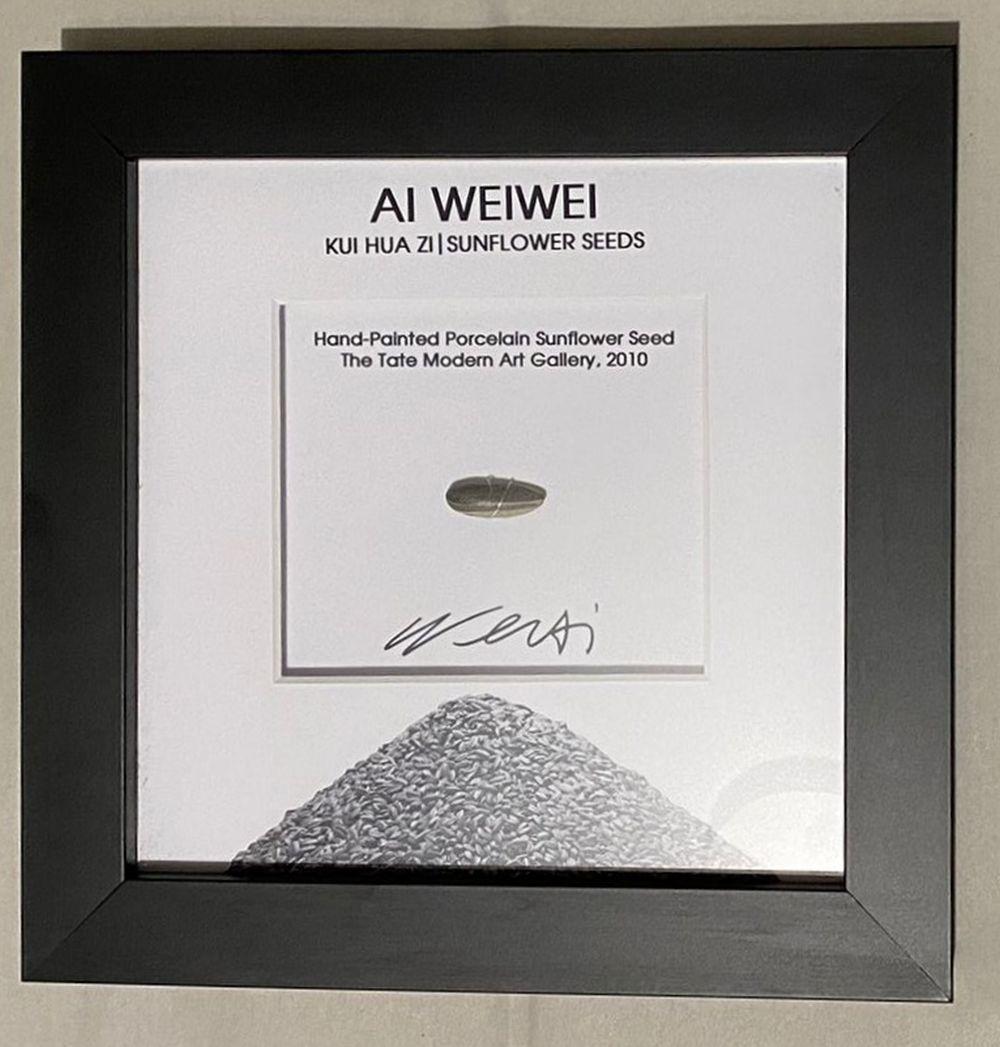 AI WEIWEI
KUI HUA ZI|SUNFLOWER SEEDS
Hand-Painted Porcelain Sunflower Seed
The Tate Modern Art Gallery, 2010